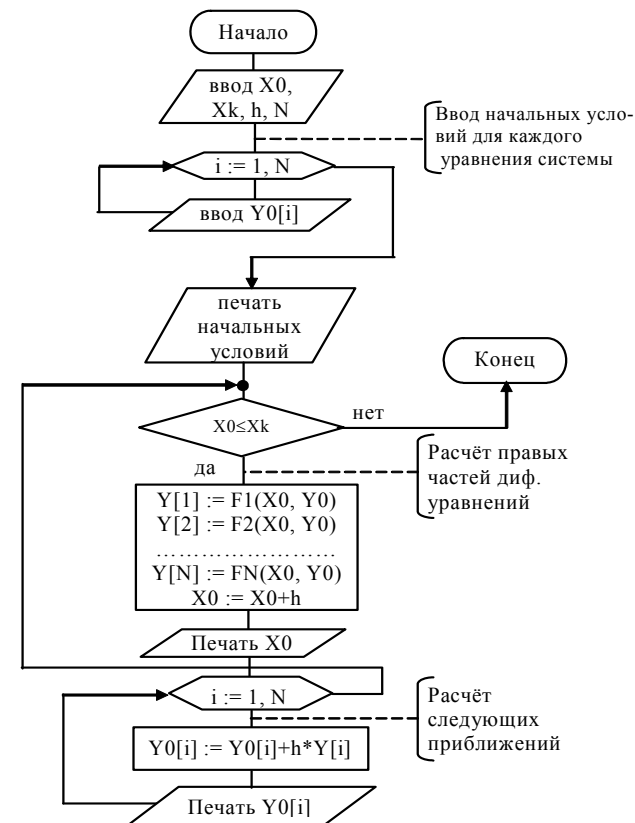 Начало
ввод X0,
Xk, h, N
Ввод начальных усло-
вий для каждого
уравнения системы
i := 1, N
ввод Y0[i]
печать
начальных
условий
Конец
X0≤Xk
нет
да
Расчёт правых
частей диф.
уравнений
Y[1] := F1(X0, Y0)
Y[2] := F2(X0, Y0)
……………………
Y[N] := FN(X0, Y0)
X0 := X0+h
Печать X0
i := 1, N
Расчёт
следующих
приближений
Y0[i] := Y0[i]+h*Y[i]
Печать Y0[i]